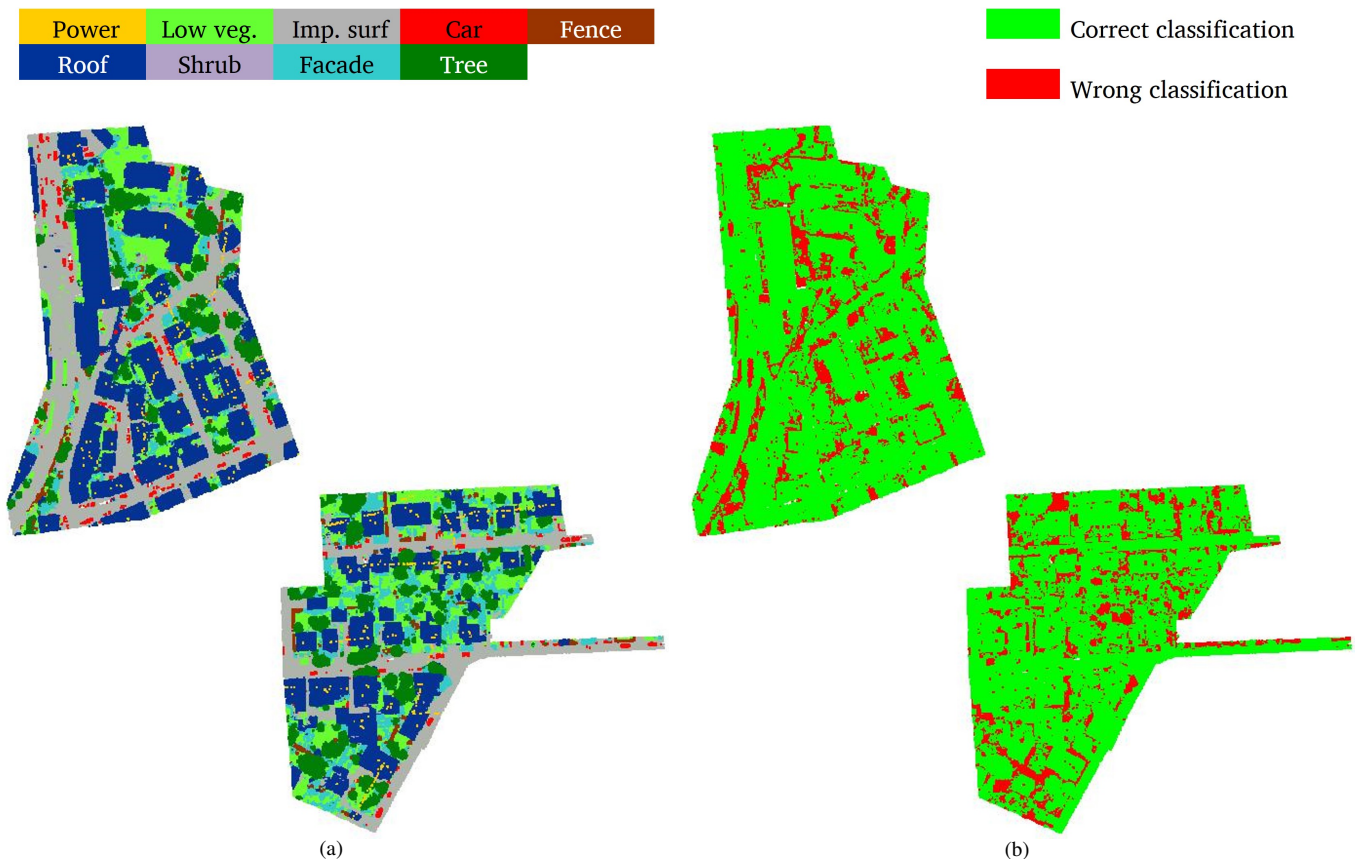 Power Low veg. Imp. surf Car Fence
Roof Shrub Facade Tree
Correct classification
Wrong classification
(a) (b)